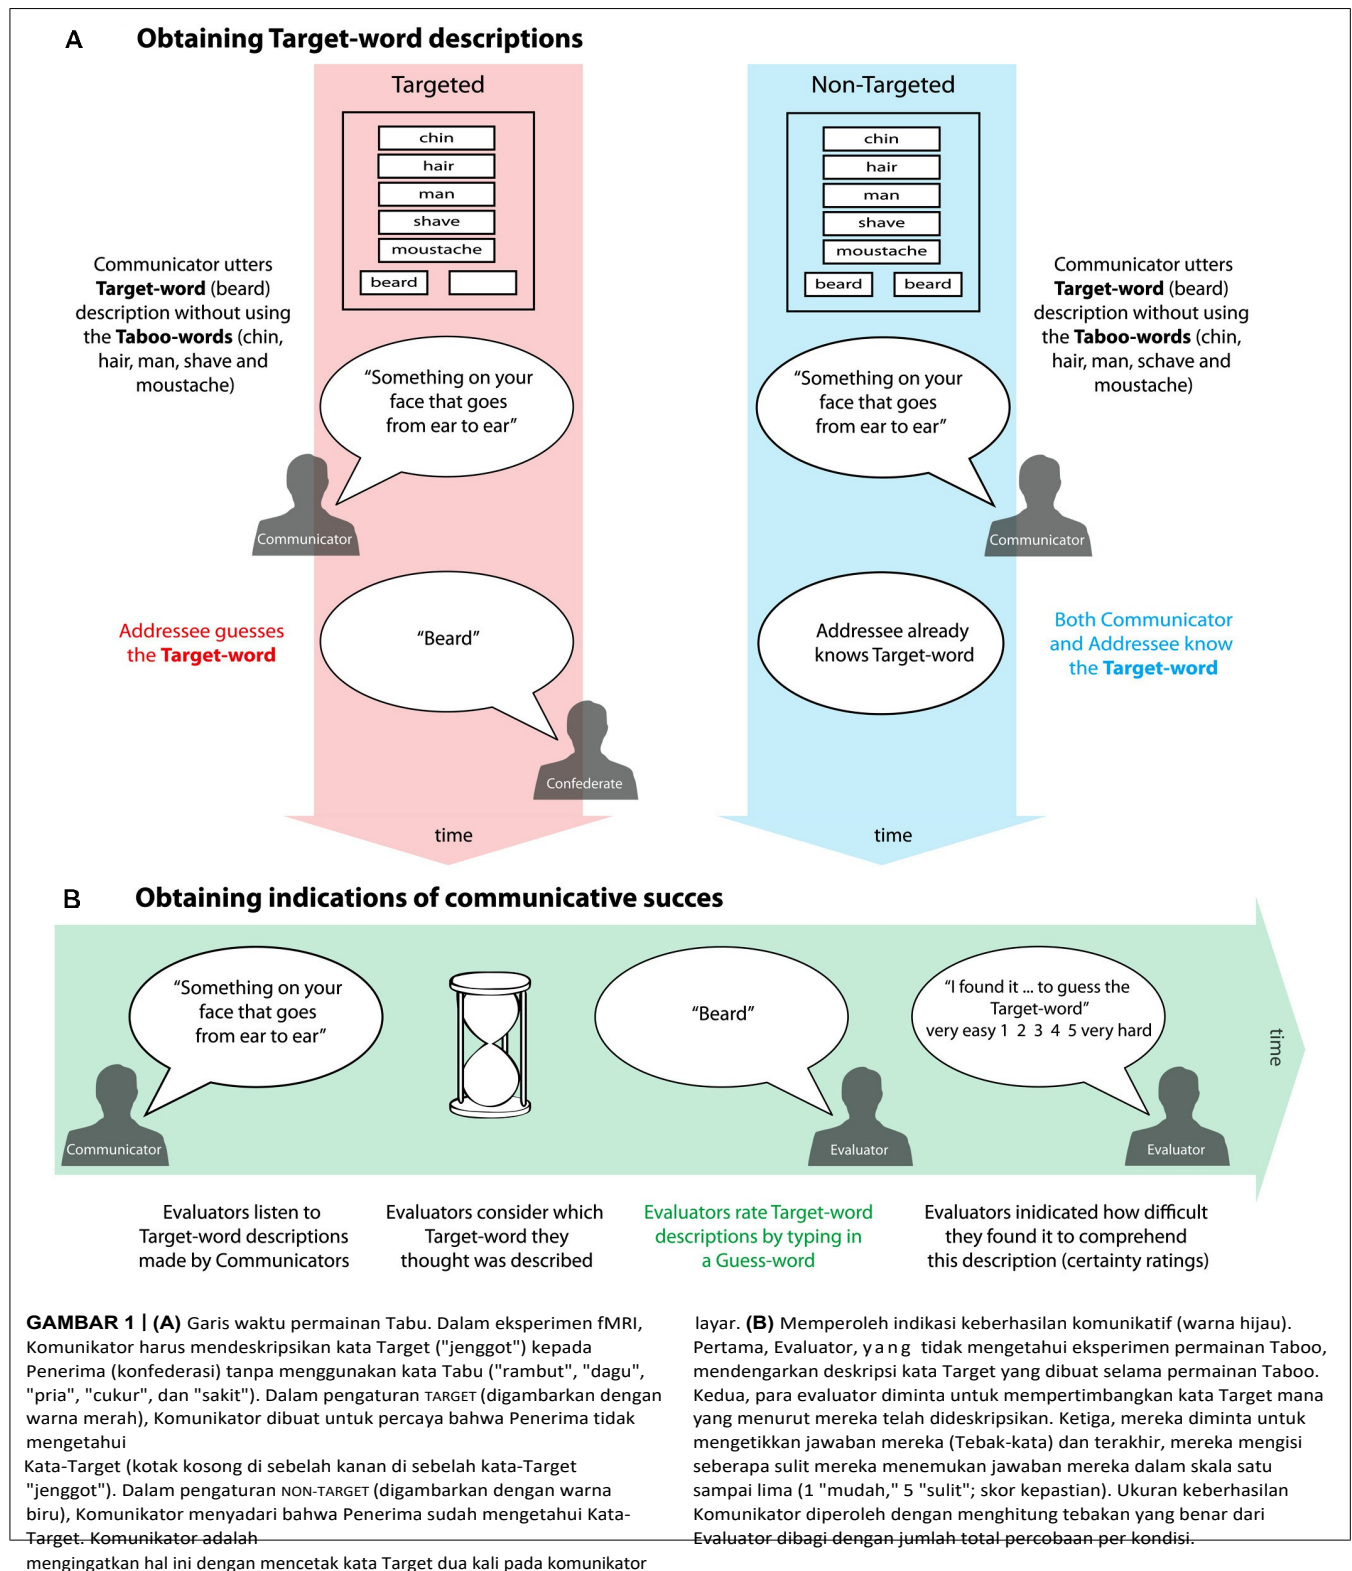 A Obtaining Target-word descriptions
Targeted
chin
hair
man
shave
moustache
beard
Communicator utters
Target-word (beard)
description without using
the Taboo-words (chin,
hair, man, shave and
moustache)
“Something on your
face that goes
from ear to ear”
Communicator
Addressee guesses
the Target-word
“Beard”
Confederate
time
Non-Targeted
chin
hair
man
shave
moustache
beard beard
Communicator utters
Target-word (beard)
description without using
the Taboo-words (chin,
hair, man, schave and
moustache)
“Something on your
face that goes
from ear to ear”
Communicator
Addressee already
knows Target-word
Both Communicator
and Addressee know
the Target-word
time
B Obtaining indications of communicative succes
“Something on your
face that goes
from ear to ear”
Communicator
“Beard”
Evaluator
“I found it ... to guess the
Target-word”
very easy 1 2 3 4 5 very hard
Evaluator
time
Evaluators listen to
Target-word descriptions
made by Communicators
Evaluators consider which
Target-word they
thought was described
Evaluators rate Target-word
descriptions by typing in
a Guess-word
Evaluators inidicated how difficult
they found it to comprehend
this description (certainty ratings)
GAMBAR 1 | (A) Garis waktu permainan Tabu. Dalam eksperimen fMRI,
Komunikator harus mendeskripsikan kata Target ("jenggot") kepada
Penerima (konfederasi) tanpa menggunakan kata Tabu ("rambut", "dagu",
"pria", "cukur", dan "sakit"). Dalam pengaturan TARGET (digambarkan dengan
warna merah), Komunikator dibuat untuk percaya bahwa Penerima tidak
mengetahui
Kata-Target (kotak kosong di sebelah kanan di sebelah kata-Target
"jenggot"). Dalam pengaturan NON-TARGET (digambarkan dengan warna
biru), Komunikator menyadari bahwa Penerima sudah mengetahui Kata-
Target. Komunikator adalah
mengingatkan hal ini dengan mencetak kata Target dua kali pada komunikator
layar. (B) Memperoleh indikasi keberhasilan komunikatif (warna hijau).
Pertama, Evaluator, yang tidak mengetahui eksperimen permainan Taboo,
mendengarkan deskripsi kata Target yang dibuat selama permainan Taboo.
Kedua, para evaluator diminta untuk mempertimbangkan kata Target mana
yang menurut mereka telah dideskripsikan. Ketiga, mereka diminta untuk
mengetikkan jawaban mereka (Tebak-kata) dan terakhir, mereka mengisi
seberapa sulit mereka menemukan jawaban mereka dalam skala satu
sampai lima (1 "mudah," 5 "sulit"; skor kepastian). Ukuran keberhasilan
Komunikator diperoleh dengan menghitung tebakan yang benar dari
Evaluator dibagi dengan jumlah total percobaan per kondisi.